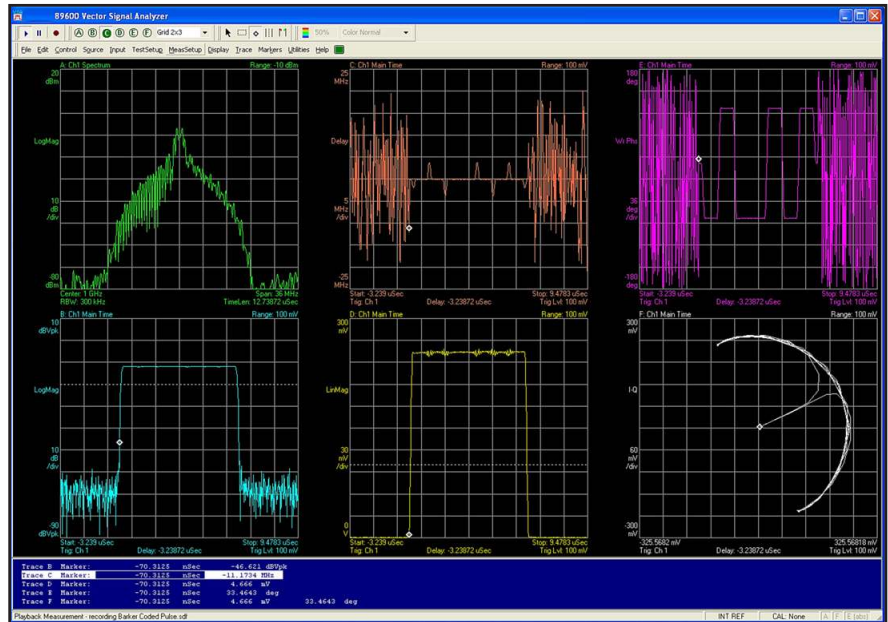 89600 Vector Signal Analyzer
A B C D E F Grid 2x3 50% Color Normal
File Edit Control Source Input TestSetup MeasSetup Display Trace Markers Utilities Help
A: Ch1 Spectrum Range: -10 dBm
20 dBm
LogMag
10 dB /div
-90 dBm
Center: 1 GHz Span: 36 MHz
RBW: 300 kHz TimeLen: 12.73872 uSec
C: Ch1 Main Time Range: 100 mV
25 MHz
Delay
5 MHz /div
-25 MHz
Start: -3.239 uSec Stop: 9.4783 uSec
Trig: Ch 1 Delay: -3.23872 uSec Trig Lvl: 100 mV
E: Ch1 Main Time Range: 100 mV
180 deg
Wr Phs
36 deg /div
-180 deg
Start: -3.239 uSec Stop: 9.4783 uSec
Trig: Ch 1 Delay: -3.23872 uSec Trig Lvl: 100 mV
B: Ch1 Main Time Range: 100 mV
10 dBVpk
LogMag
10 dB /div
-90 dBVpk
Start: -3.239 uSec Stop: 9.4783 uSec
Trig: Ch 1 Delay: -3.23872 uSec Trig Lvl: 100 mV
D: Ch1 Main Time Range: 100 mV
300 mV
LinMag
30 mV /div
0 V
Start: -3.239 uSec Stop: 9.4783 uSec
Trig: Ch 1 Delay: -3.23872 uSec Trig Lvl: 100 mV
F: Ch1 Main Time Range: 100 mV
300 mV
I-Q
60 mV /div
-300 mV
-325.5682 mV 325.56818 mV
Trig: Ch 1 Delay: -3.23872 uSec Trig Lvl: 100 mV
Trace B Marker: -70.3125 nSec -46.621 dBVpk
Trace C Marker: -70.3125 nSec -11.1734 MHz
Trace D Marker: -70.3125 nSec 4.666 mV
Trace E Marker: -70.3125 nSec 33.4643 deg
Trace F Marker: -70.3125 nSec 4.666 mV 33.4643 deg
Playback Measurement - recording Barker Coded Pulse.sdf INT REF CAL: None